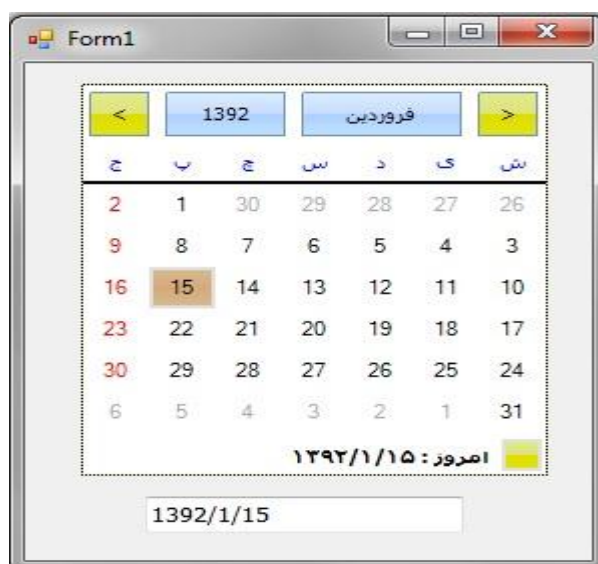 Form1
< 1392 فروردین >
ش ی د س چ پ ج
26 27 28 29 30 1 2
3 4 5 6 7 8 9
10 11 12 13 14 15 16
17 18 19 20 21 22 23
24 25 26 27 28 29 30
31 1 2 3 4 5 6
امروز : ۱۳۹۲/۱/۱۵
1392/1/15